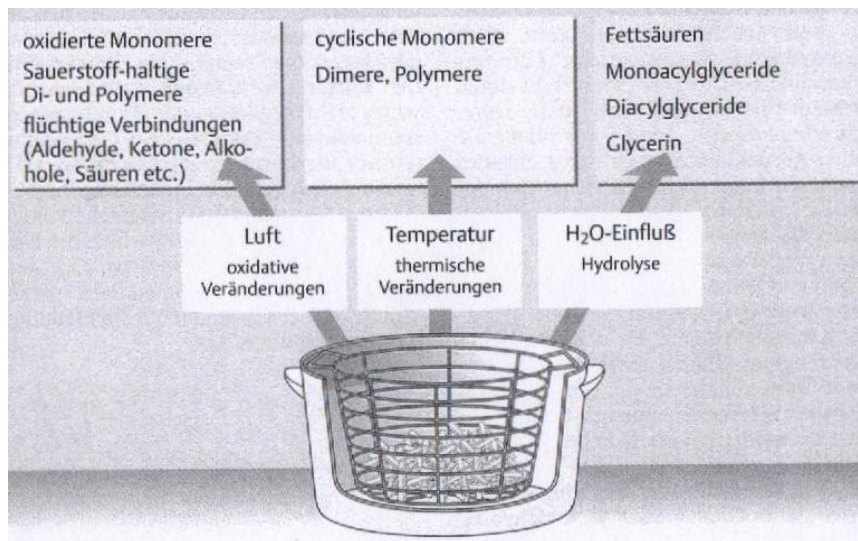 oxidierte Monomere
Sauerstoff-haltige
Di- und Polymere
flüchtige Verbindungen
(Aldehyde, Ketone, Alko-
hole, Säuren etc.)
cyclische Monomere
Dimere, Polymere
Fettsäuren
Monoacylglyceride
Diacylglyceride
Glycerin
Luft
oxidative
Veränderungen
Temperatur
thermische
Veränderungen
H₂O-Einfluß
Hydrolyse